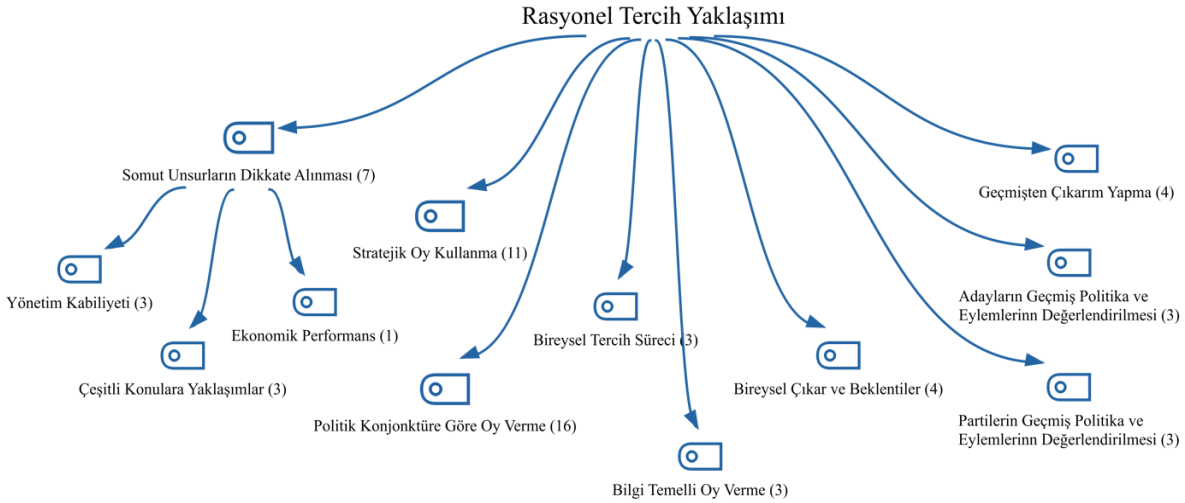 Rasyonel Tercih Yaklaşımı
Somut Unsurların Dikkate Alınması (7)
Geçmişten Çıkarım Yapma (4)
Stratejik Oy Kullanma (11)
Yönetim Kabiliyeti (3)
Adayların Geçmiş Politika ve
Eylemlerinn Değerlendirilmesi (3)
Ekonomik Performans (1)
Bireysel Tercih Süreci (3)
Çeşitli Konulara Yaklaşımlar (3)
Bireysel Çıkar ve Beklentiler (4)
Politik Konjonktüre Göre Oy Verme (16)
Partilerin Geçmiş Politika ve
Eylemlerinn Değerlendirilmesi (3)
Bilgi Temelli Oy Verme (3)